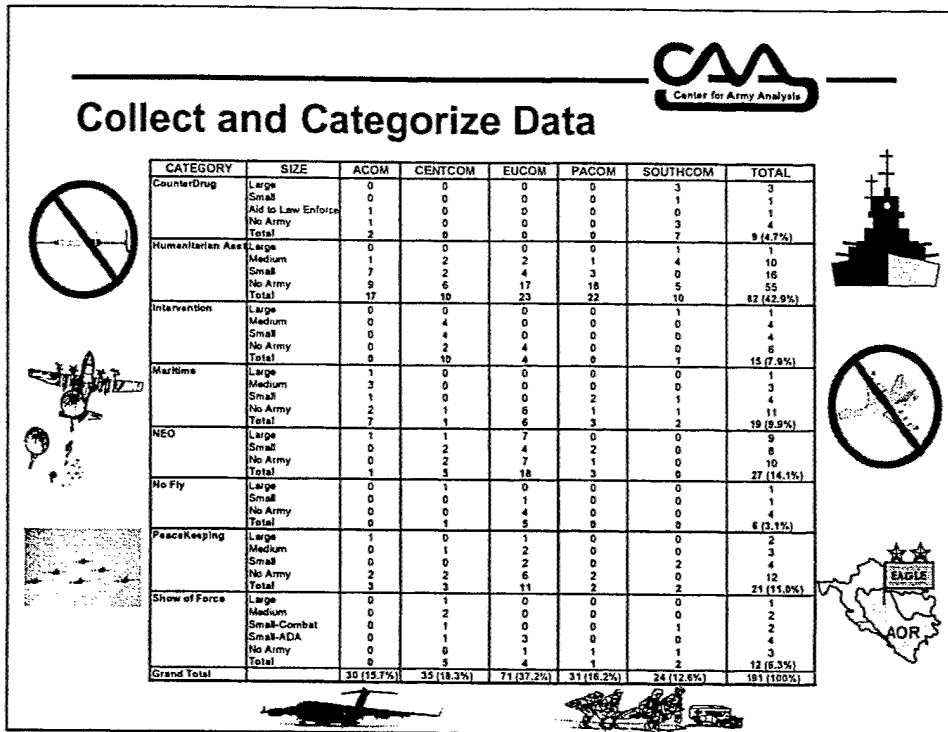 CAA
Center for Army Analysis
Collect and Categorize Data
CATEGORY SIZE ACOM CENTCOM EUCOM PACOM SOUTHCOM TOTAL
CounterDrug Large 0 0 0 0 3 3
Small 0 0 0 0 1 1
Aid to Law Enforce 1 0 0 0 0 1
No Army 1 0 0 0 3 4
Total 2 0 0 0 7 9 (4.7%)
Humanitarian Asst Large 0 0 0 0 1 1
Medium 1 2 2 1 4 10
Small 7 2 4 3 0 16
No Army 9 6 17 18 5 55
Total 17 10 23 22 10 82 (42.9%)
Intervention Large 0 0 0 0 1 1
Medium 0 4 0 0 0 4
Small 0 4 0 0 0 4
No Army 0 2 4 0 0 6
Total 0 10 4 0 1 15 (7.9%)
Maritime Large 1 0 0 0 0 1
Medium 3 0 0 0 0 3
Small 1 0 0 2 1 4
No Army 2 1 6 1 1 11
Total 7 1 6 3 2 19 (9.9%)
NEO Large 1 1 7 0 0 9
Small 0 2 4 2 0 8
No Army 0 2 7 1 0 10
Total 1 5 18 3 0 27 (14.1%)
No Fly Large 0 1 0 0 0 1
Small 0 0 1 0 0 1
No Army 0 0 4 0 0 4
Total 0 1 5 0 0 6 (3.1%)
PeaceKeeping Large 1 0 1 0 0 2
Medium 0 1 2 0 0 3
Small 0 0 2 0 2 4
No Army 2 2 6 2 0 12
Total 3 3 11 2 2 21 (11.0%)
Show of Force Large 0 1 0 0 0 1
Medium 0 2 0 0 0 2
Small-Combat 0 1 0 0 1 2
Small-ADA 0 1 3 0 0 4
No Army 0 0 1 1 1 3
Total 0 5 4 1 2 12 (6.3%)
Grand Total 30 (15.7%) 35 (18.3%) 71 (37.2%) 31 (16.2%) 24 (12.6%) 191 (100%)
EAGLE
AOR